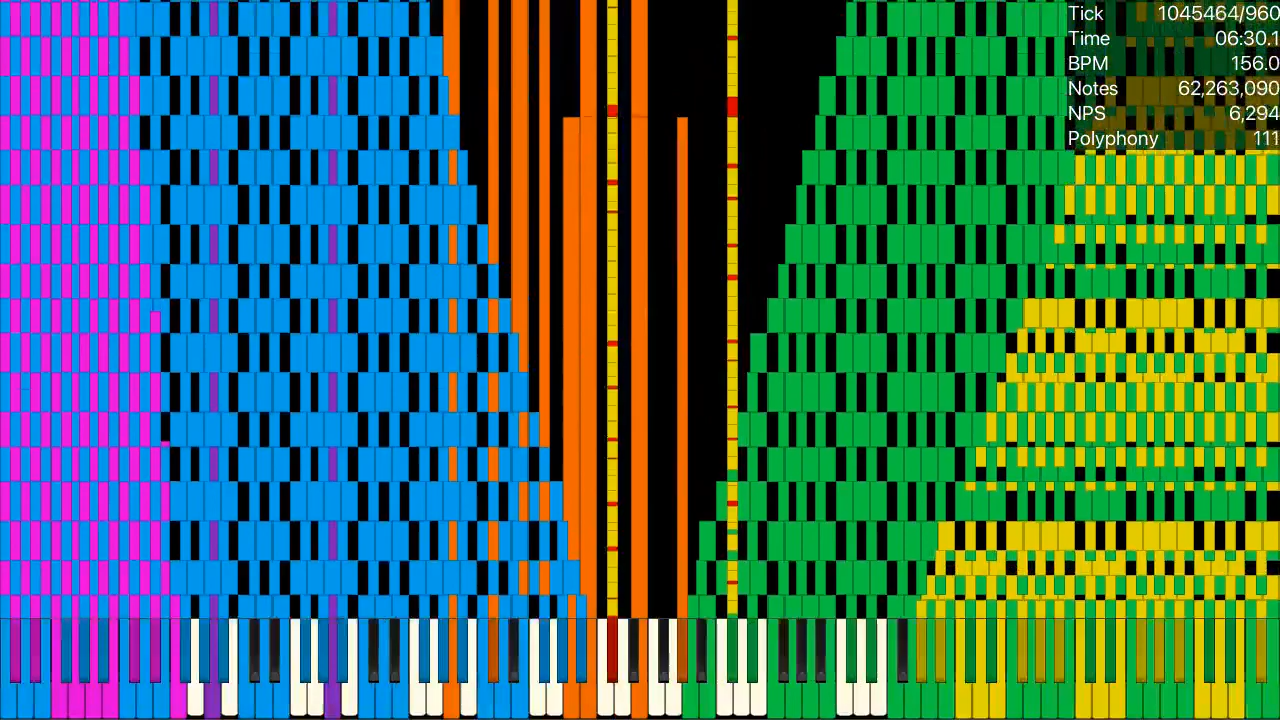 Tick 1045464/960
Time 06:30.1
BPM 156.0
Notes 62,263,090
NPS 6,294
Polyphony 111